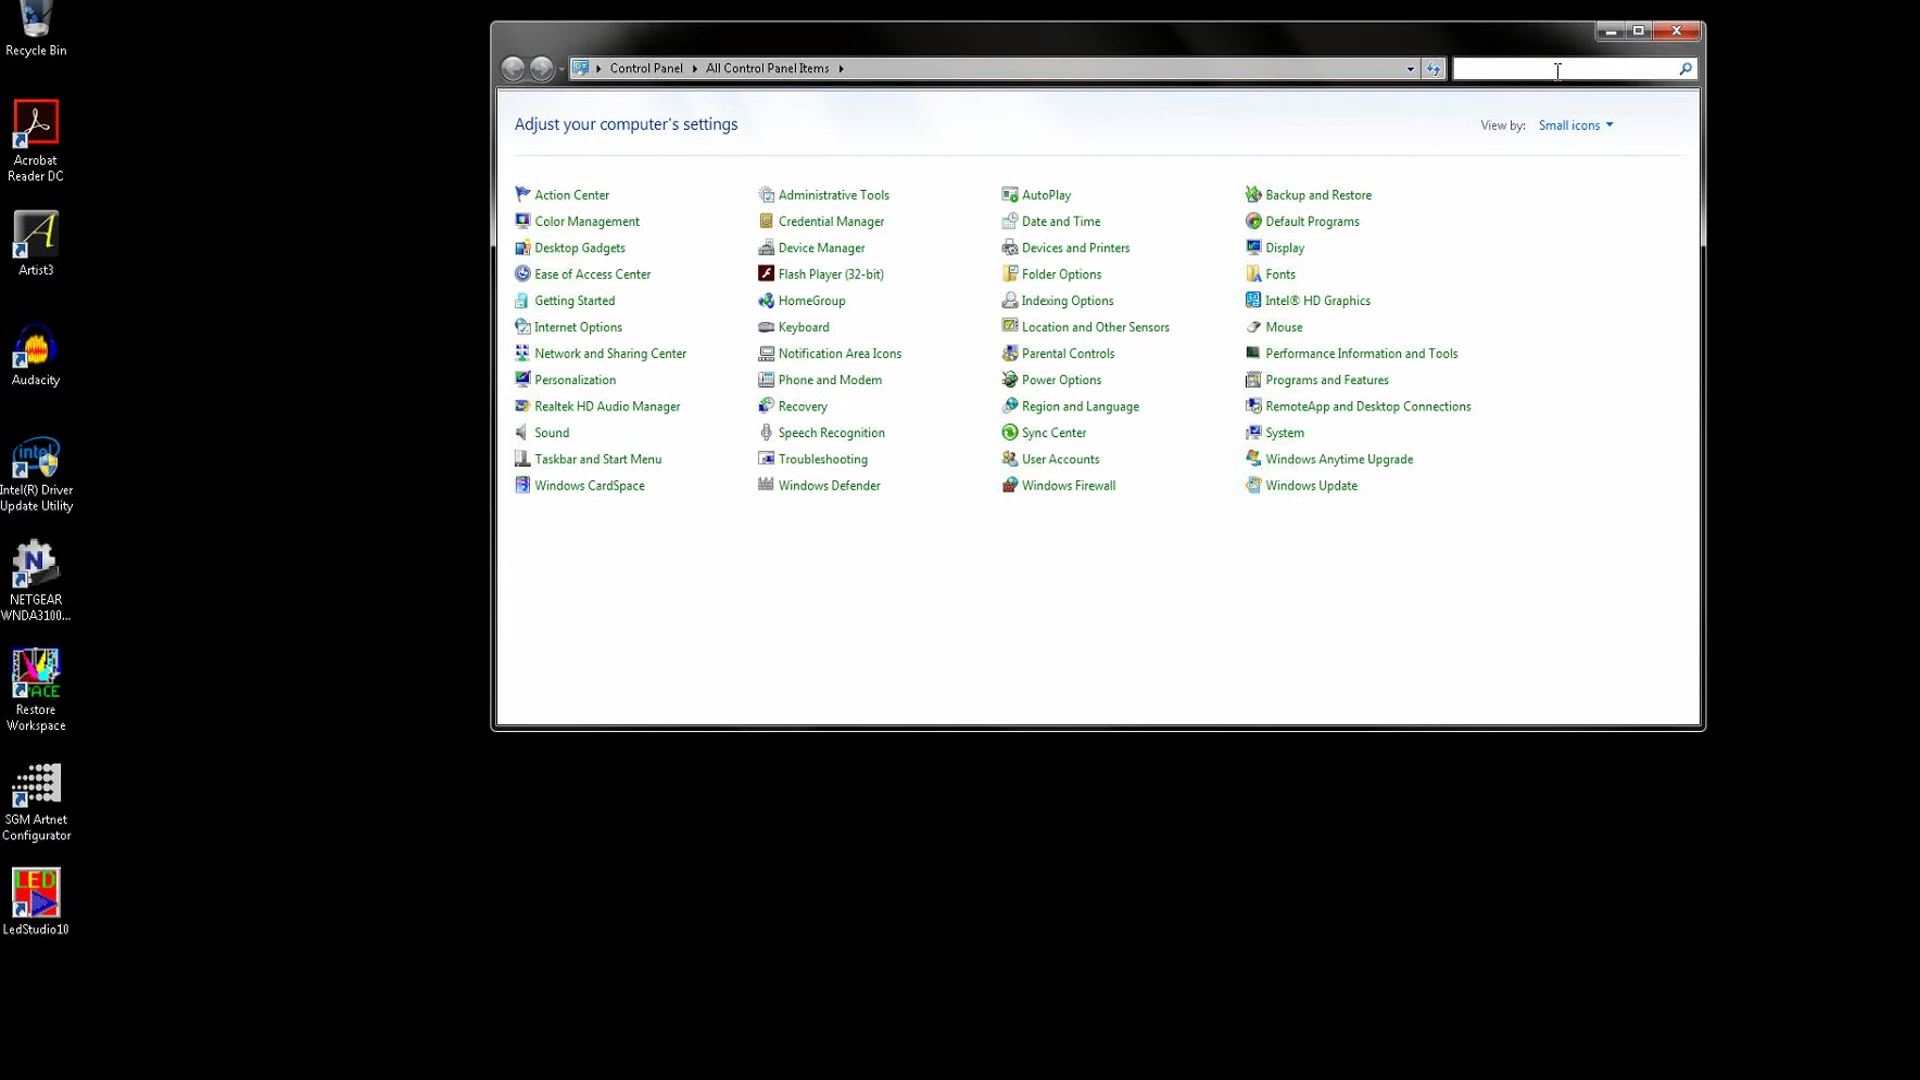 Recycle Bin
Acrobat
Reader DC
Artist3
Audacity
intel
Intel(R) Driver
Update Utility
N
NETGEAR
WNDA3100...
PACE
Restore
Workspace
SGM Artnet
Configurator
LED
LedStudio10
Control Panel
All Control Panel Items
Adjust your computer's settings
View by: Small icons
Action Center
Administrative Tools
AutoPlay
Backup and Restore
Color Management
Credential Manager
Date and Time
Default Programs
Desktop Gadgets
Device Manager
Devices and Printers
Display
Ease of Access Center
Flash Player (32-bit)
Folder Options
Fonts
Getting Started
HomeGroup
Indexing Options
Intel® HD Graphics
Internet Options
Keyboard
Location and Other Sensors
Mouse
Network and Sharing Center
Notification Area Icons
Parental Controls
Performance Information and Tools
Personalization
Phone and Modem
Power Options
Programs and Features
Realtek HD Audio Manager
Recovery
Region and Language
RemoteApp and Desktop Connections
Sound
Speech Recognition
Sync Center
System
Taskbar and Start Menu
Troubleshooting
User Accounts
Windows Anytime Upgrade
Windows CardSpace
Windows Defender
Windows Firewall
Windows Update